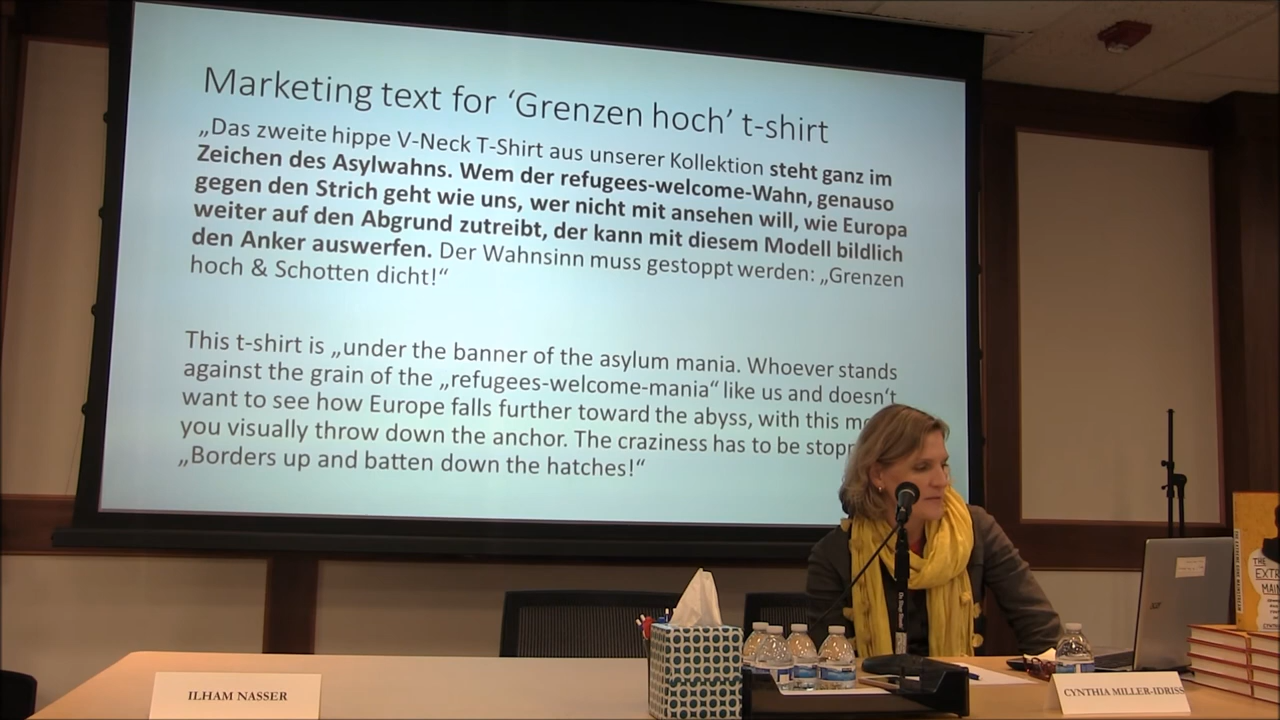 Marketing text for ‘Grenzen hoch’ t-shirt
„Das zweite hippe V-Neck T-Shirt aus unserer Kollektion steht ganz im
Zeichen des Asylwahns. Wem der refugees-welcome-Wahn, genauso
gegen den Strich geht wie uns, wer nicht mit ansehen will, wie Europa
weiter auf den Abgrund zutreibt, der kann mit diesem Modell bildlich
den Anker auswerfen. Der Wahnsinn muss gestoppt werden: „Grenzen
hoch & Schotten dicht!“
This t-shirt is „under the banner of the asylum mania. Whoever stands
against the grain of the „refugees-welcome-mania“ like us and doesn‘t
want to see how Europe falls further toward the abyss, with this
you visually throw down the anchor. The craziness has to be
„Borders up and batten down the hatches!“
THE
ILHAM NASSER
CYNTHIA MILLER-IDRISS